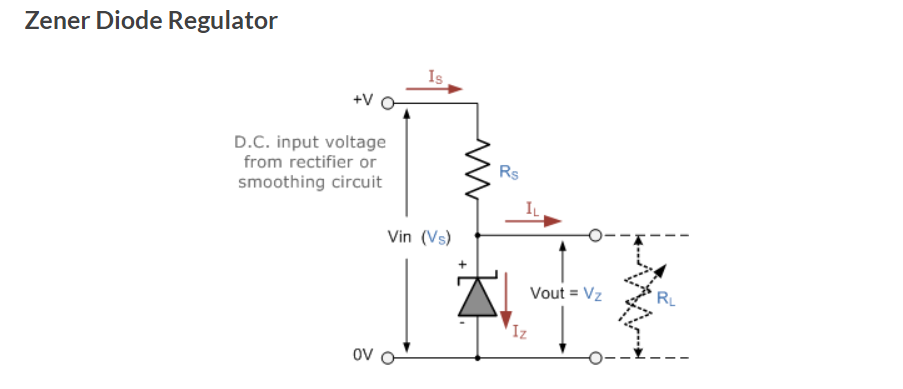 Zener Diode Regulator
IS
+V
D.C. input voltage
from rectifier or
smoothing circuit
RS
IL
Vin (VS)
+
Vout = VZ
RL
-
IZ
0V